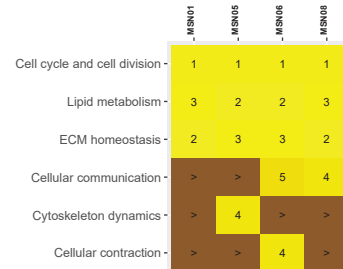 MSN01 MSN05 MSN06 MSN08
Cell cycle and cell division 1 1 1 1
Lipid metabolism 3 2 2 3
ECM homeostasis 2 3 3 2
Cellular communication > > 5 4
Cytoskeleton dynamics > 4 > >
Cellular contraction > > 4 >